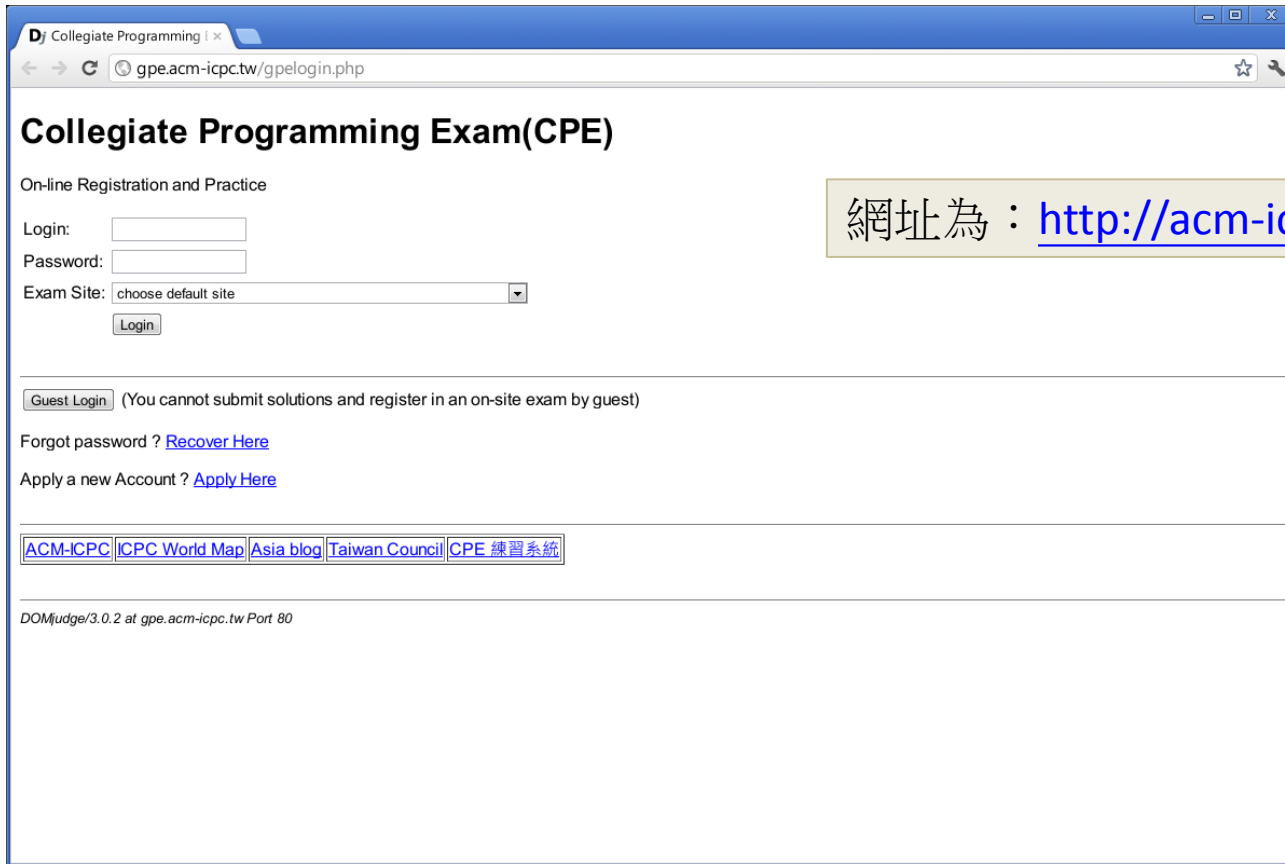 Dj Collegiate Programming
gpe.acm-icpc.tw/gpelogin.php
Collegiate Programming Exam(CPE)
On-line Registration and Practice
網址為：http://acm-ic
Login:
Password:
Exam Site: choose default site
Login
Guest Login (You cannot submit solutions and register in an on-site exam by guest)
Forgot password ? Recover Here
Apply a new Account ? Apply Here
ACM-ICPC ICPC World Map Asia blog Taiwan Council CPE 練習系統
DOMjudge/3.0.2 at gpe.acm-icpc.tw Port 80